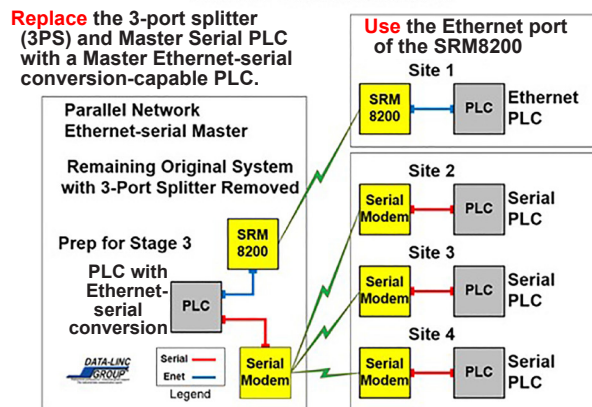 Replace the 3-port splitter
(3PS) and Master Serial PLC
with a Master Ethernet-serial
conversion-capable PLC.
Use the Ethernet port
of the SRM8200
Parallel Network
Ethernet-serial Master
Remaining Original System
with 3-Port Splitter Removed
Prep for Stage 3
SRM
8200
PLC with
Ethernet-
serial
conversion
PLC
Serial
Modem
DATA-LINC
GROUP
Serial
Enet
Legend
Site 1
SRM
8200
PLC
Ethernet
PLC
Site 2
Serial
Modem
PLC
Serial
PLC
Site 3
Serial
Modem
PLC
Serial
PLC
Site 4
Serial
Modem
PLC
Serial
PLC